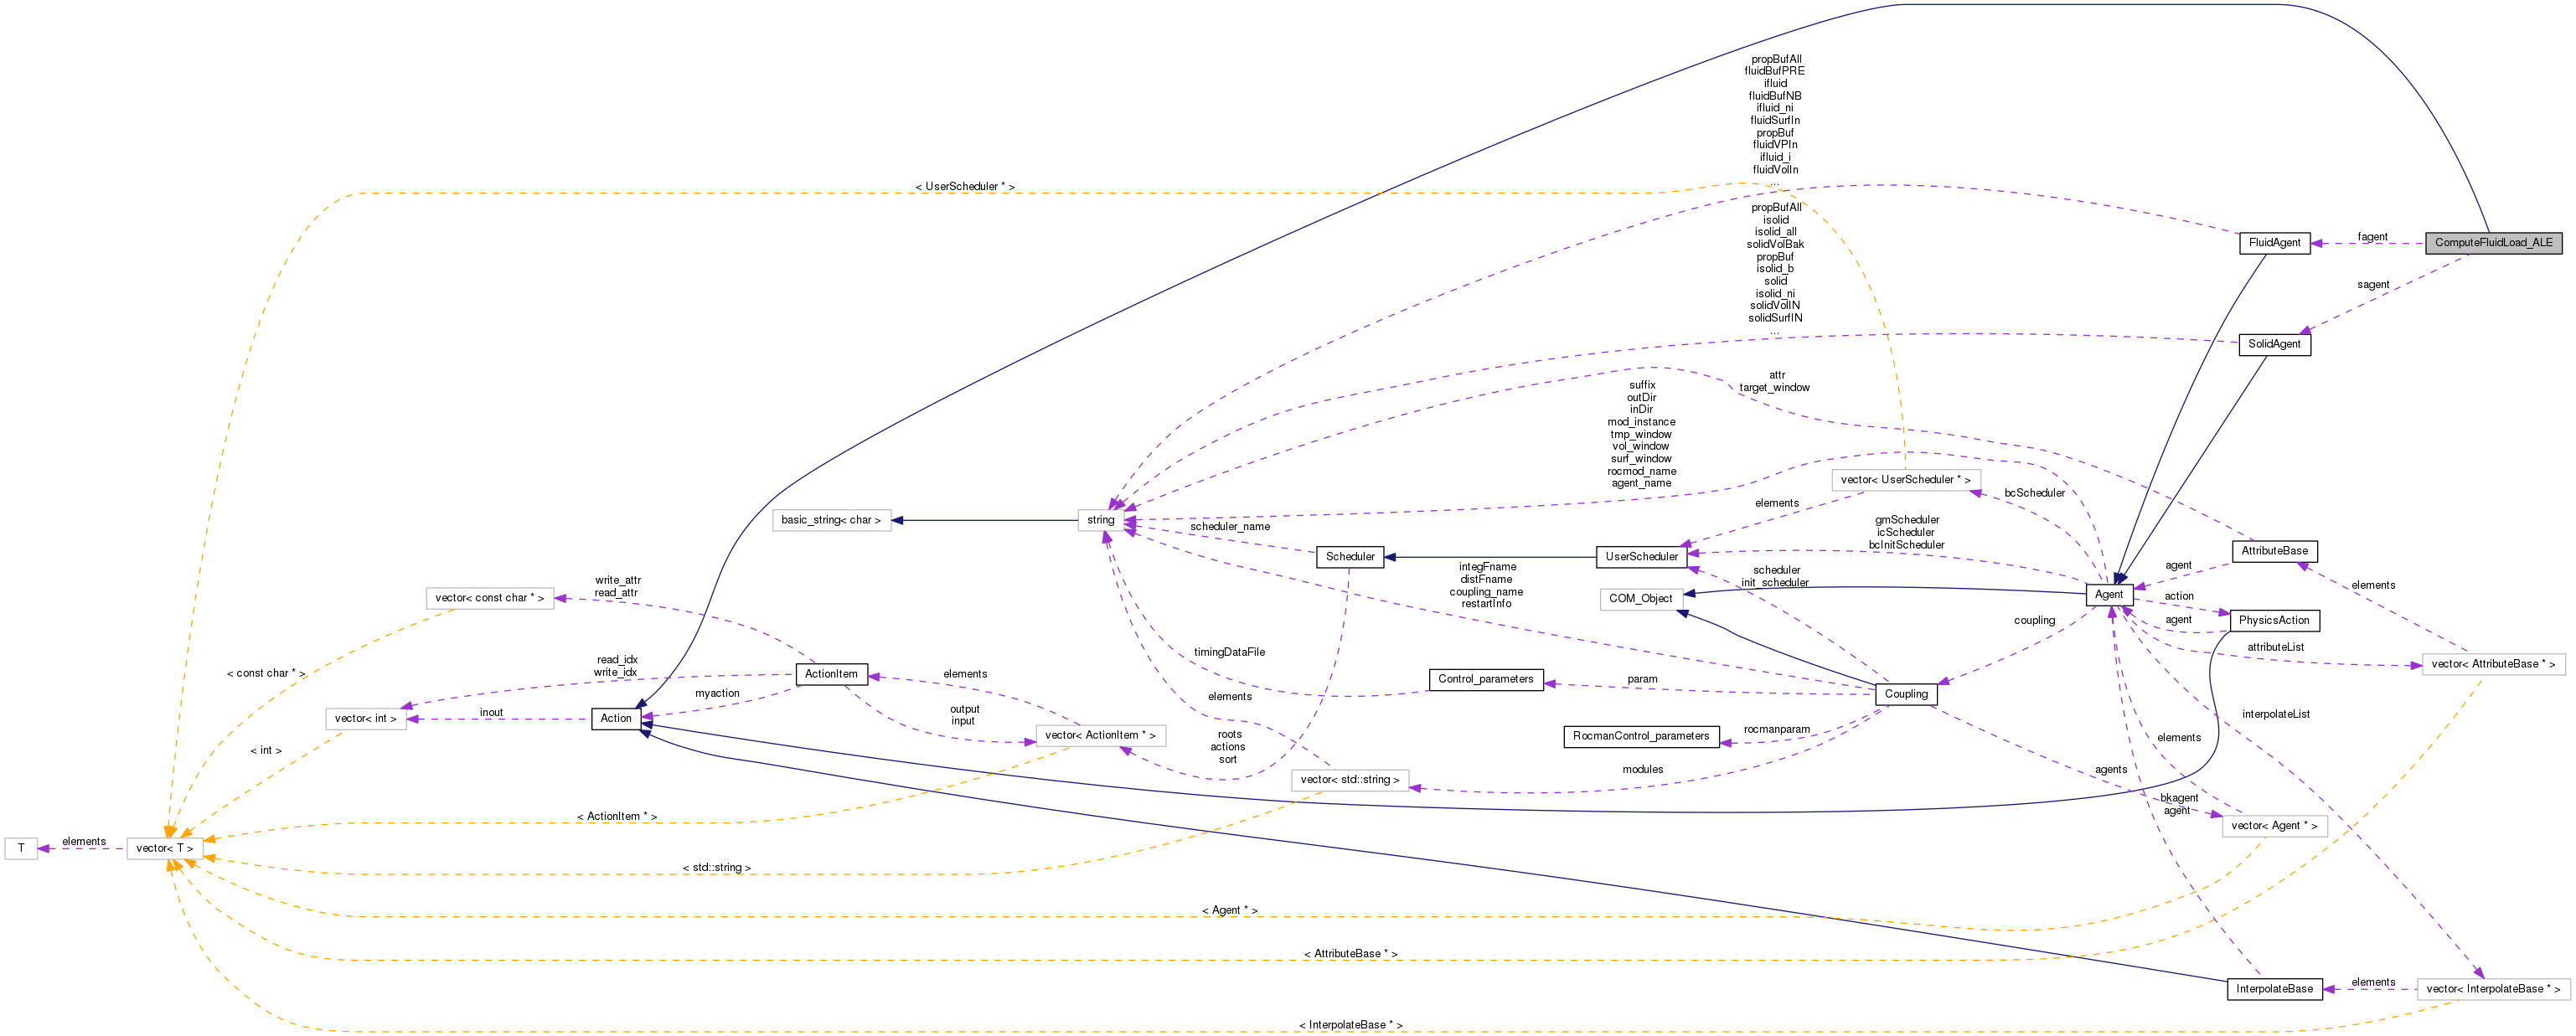 propBufAll
fluidBufPRE
ifluid
fluidBufNB
ifluid_ni
fluidSurfIn
propBuf
fluidVPIn
ifluid_i
fluidVolIn
...
< UserScheduler * >
propBufAll
isolid
isolid_all
solidVolBak
propBuf
isolid_b
solid
isolid_ni
solidVolIN
solidSurfIN
...
FluidAgent
fagent
ComputeFluidLoad_ALE
sagent
SolidAgent
attr
target_window
suffix
outDir
inDir
mod_instance
tmp_window
vol_window
surf_window
rocmod_name
agent_name
vector< UserScheduler * >
bcScheduler
elements
basic_string< char >
string
scheduler_name
gmScheduler
icScheduler
bcInitScheduler
Scheduler
UserScheduler
AttributeBase
agent
elements
integFname
distFname
coupling_name
restartInfo
scheduler
init_scheduler
COM_Object
Agent
action
PhysicsAction
agent
write_attr
read_attr
vector< const char * >
coupling
attributeList
vector< AttributeBase * >
timingDataFile
read_idx
write_idx
< const char * >
ActionItem
elements
myaction
Control_parameters
param
Coupling
elements
vector< int >
inout
Action
output
input
vector< ActionItem * >
interpolateList
RocmanControl_parameters
rocmanparam
elements
roots
actions
sort
< int >
vector< std::string >
modules
agents
bkagent
agent
< ActionItem * >
vector< Agent * >
T
elements
vector< T >
< std::string >
< Agent * >
< AttributeBase * >
InterpolateBase
elements
vector< InterpolateBase * >
< InterpolateBase * >